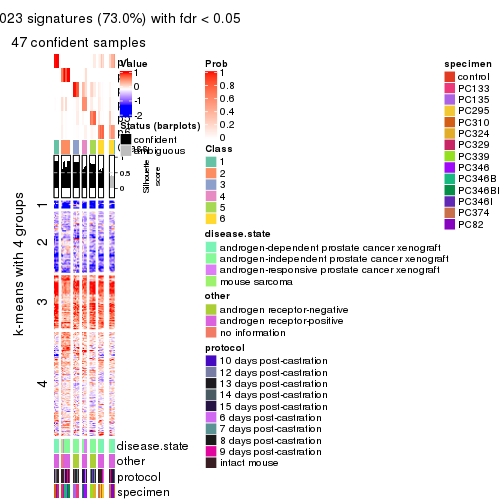 023 signatures (73.0%) with fdr < 0.05
47 confident samples
k-means with 4 groups
1
2
3
4
Value
1
0
-1
-2
Status (barplots)
confident
ambiguous
1
0.5
0
Silhouette
score
disease.state
other
protocol
specimen
Prob
1
0.8
0.6
0.4
0.2
0
Class
1
2
3
4
5
6
disease.state
androgen-dependent prostate cancer xenograft
androgen-independent prostate cancer xenograft
androgen-responsive prostate cancer xenograft
mouse sarcoma
other
androgen receptor-negative
androgen receptor-positive
no information
protocol
10 days post-castration
12 days post-castration
13 days post-castration
14 days post-castration
15 days post-castration
6 days post-castration
7 days post-castration
8 days post-castration
9 days post-castration
intact mouse
specimen
control
PC133
PC135
PC295
PC310
PC324
PC329
PC339
PC346
PC346B
PC346BI
PC346I
PC374
PC82